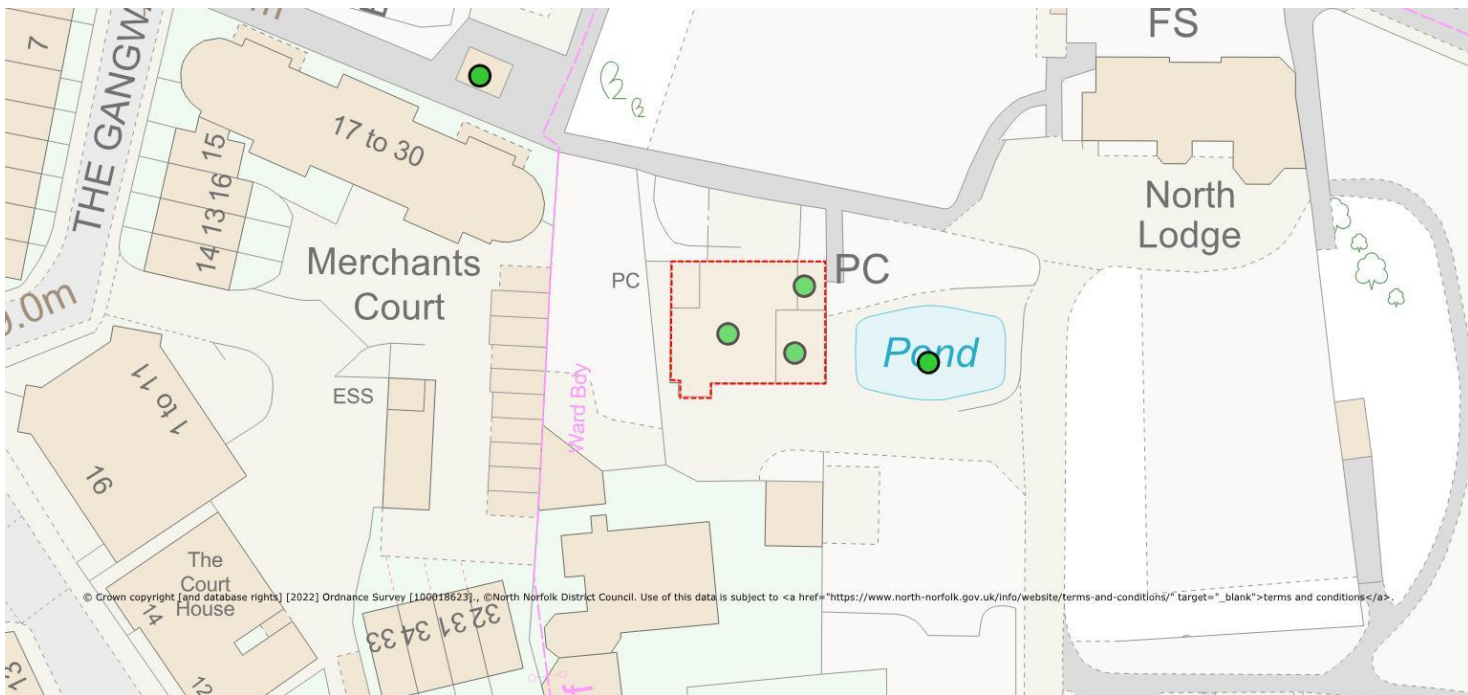 FS
7
THE GANGWA
17 to 30
15
16
13
14
North
Lodge
Merchants
Court
PC
PC
.0m
Pond
ESS
Ward Bdy
1 to 11
16
The
Court
House
© Crown copyright [and database rights] [2022] Ordnance Survey [100018623]., ©North Norfolk District Council. Use of this data is subject to <a href="https://www.north-norfolk.gov.uk/info/website/terms-and-conditions/" target="_blank">terms and conditions</a>.
14
33 34 31 32
12
13
f